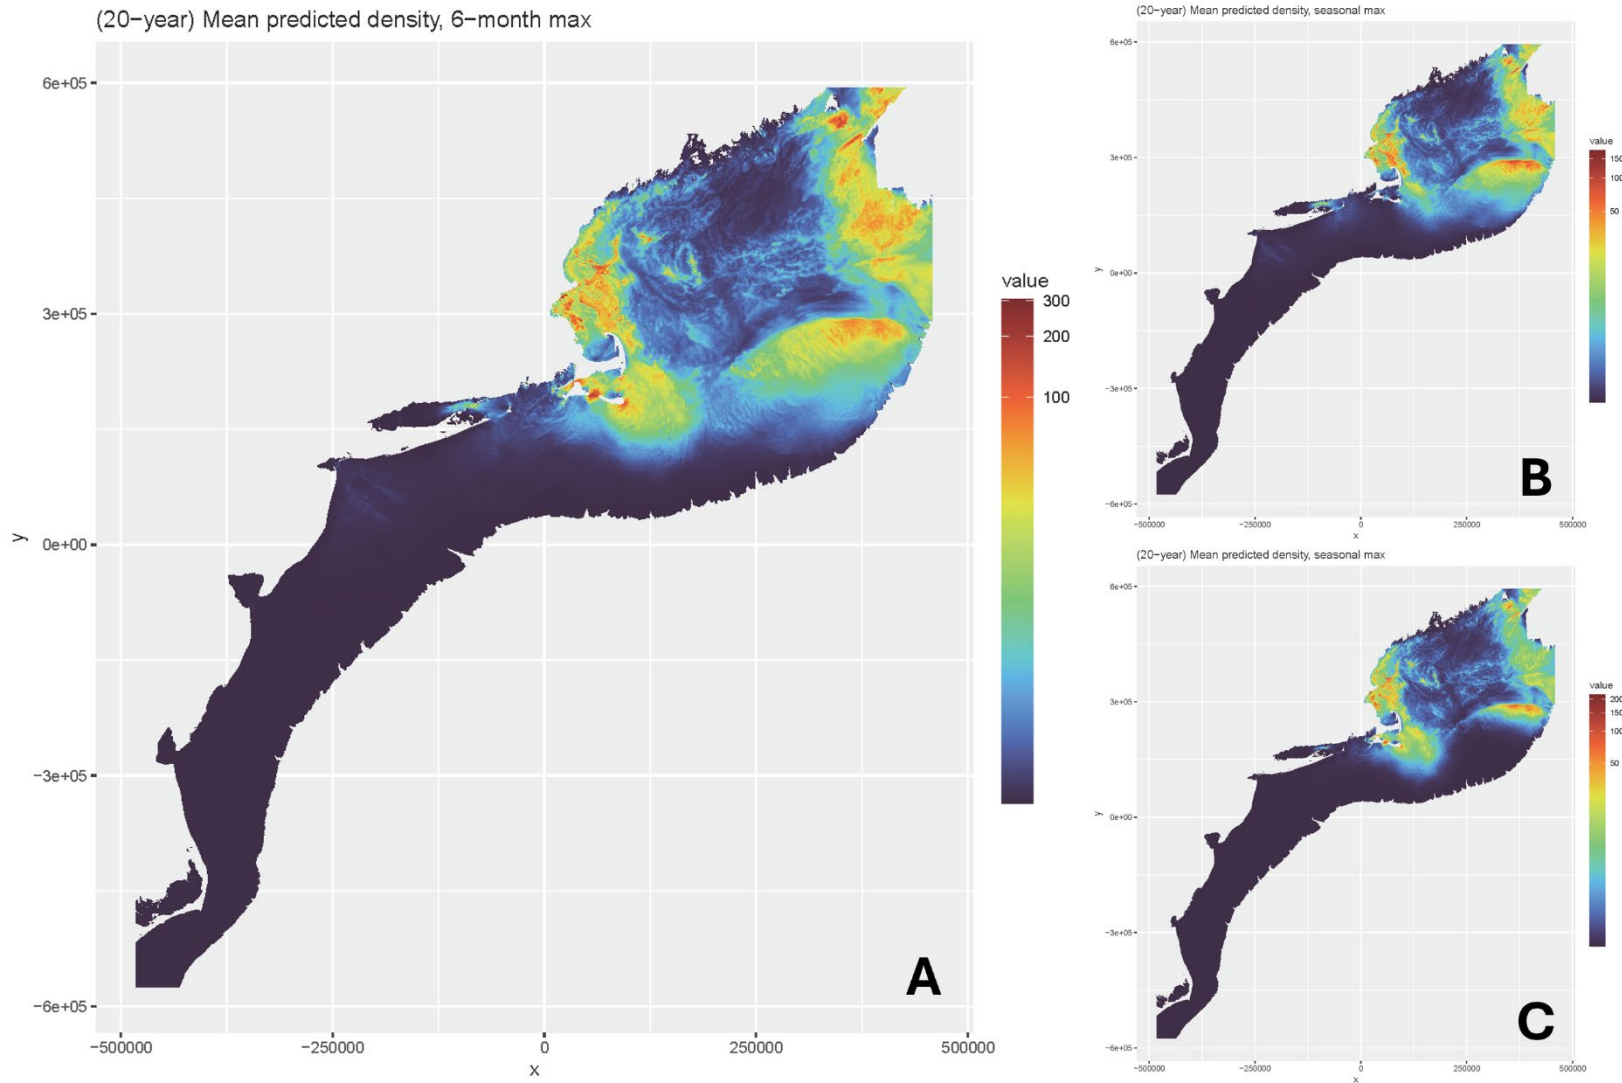 (20−year) Mean predicted density, 6−month max
6e+05
3e+05
0e+00
−3e+05
−6e+05
y
−500000
−250000
0
250000
500000
x
value
300
200
100
A
(20−year) Mean predicted density, seasonal max
6e+05
3e+05
0e+00
−3e+05
−6e+05
y
−500000
−250000
0
250000
500000
x
value
150
100
50
B
(20−year) Mean predicted density, seasonal max
6e+05
3e+05
0e+00
−3e+05
−6e+05
y
−500000
−250000
0
250000
500000
x
value
200
150
100
50
C